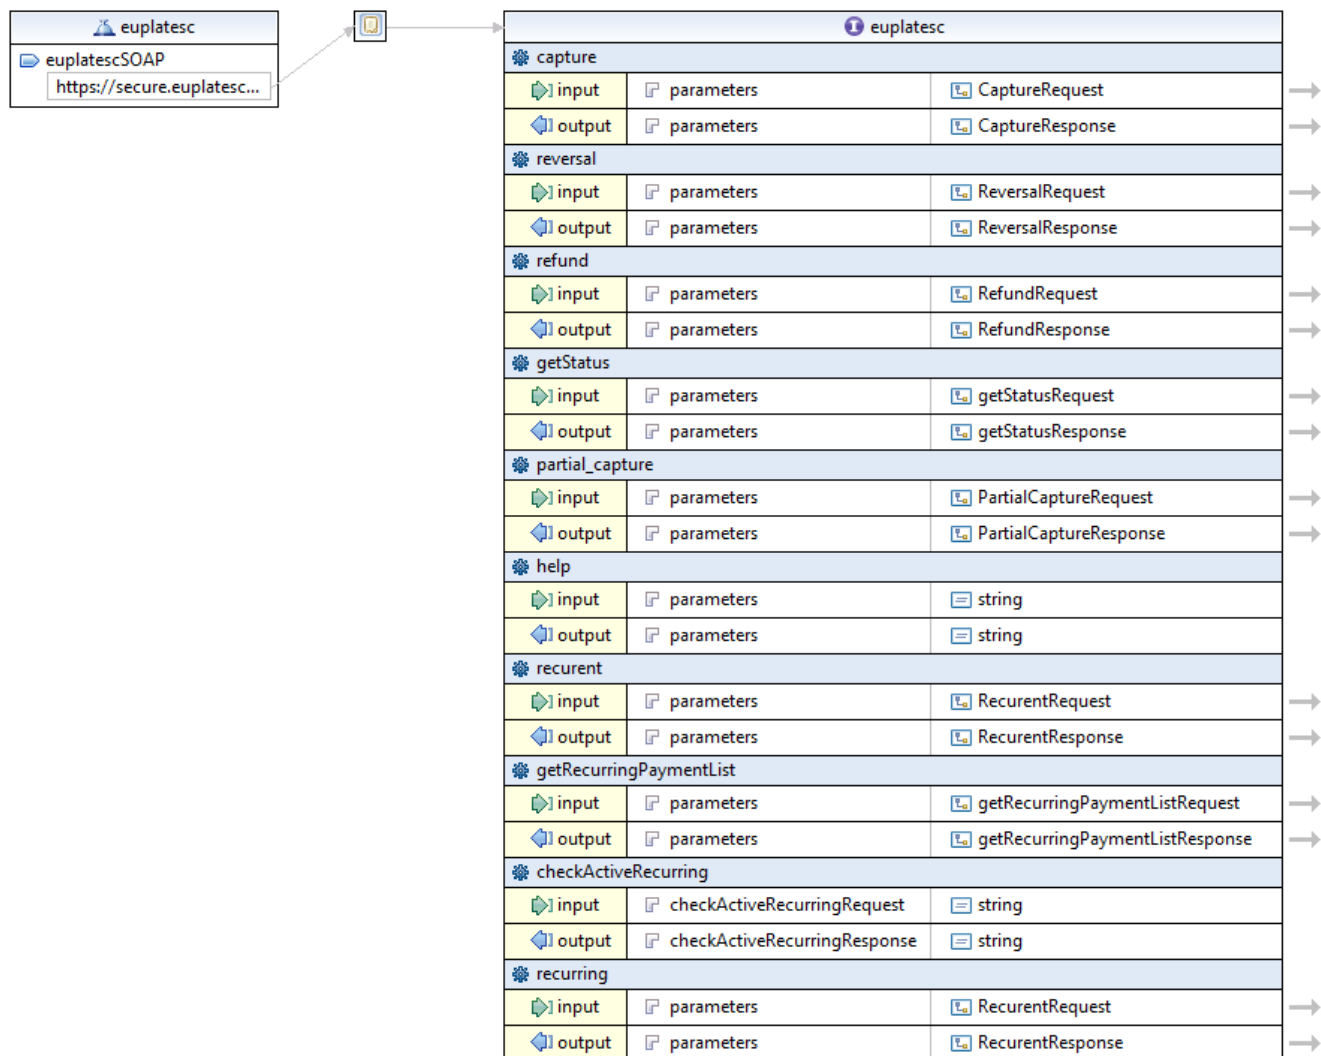 euplatesc
euplatescSOAP
https://secure.euplatesc...
euplatesc
capture
input parameters CaptureRequest
output parameters CaptureResponse
reversal
input parameters ReversalRequest
output parameters ReversalResponse
refund
input parameters RefundRequest
output parameters RefundResponse
getStatus
input parameters getStatusRequest
output parameters getStatusResponse
partial_capture
input parameters PartialCaptureRequest
output parameters PartialCaptureResponse
help
input parameters string
output parameters string
recurent
input parameters RecurentRequest
output parameters RecurentResponse
getRecurringPaymentList
input parameters getRecurringPaymentListRequest
output parameters getRecurringPaymentListResponse
checkActiveRecurring
input checkActiveRecurringRequest string
output checkActiveRecurringResponse string
recurring
input parameters RecurentRequest
output parameters RecurentResponse